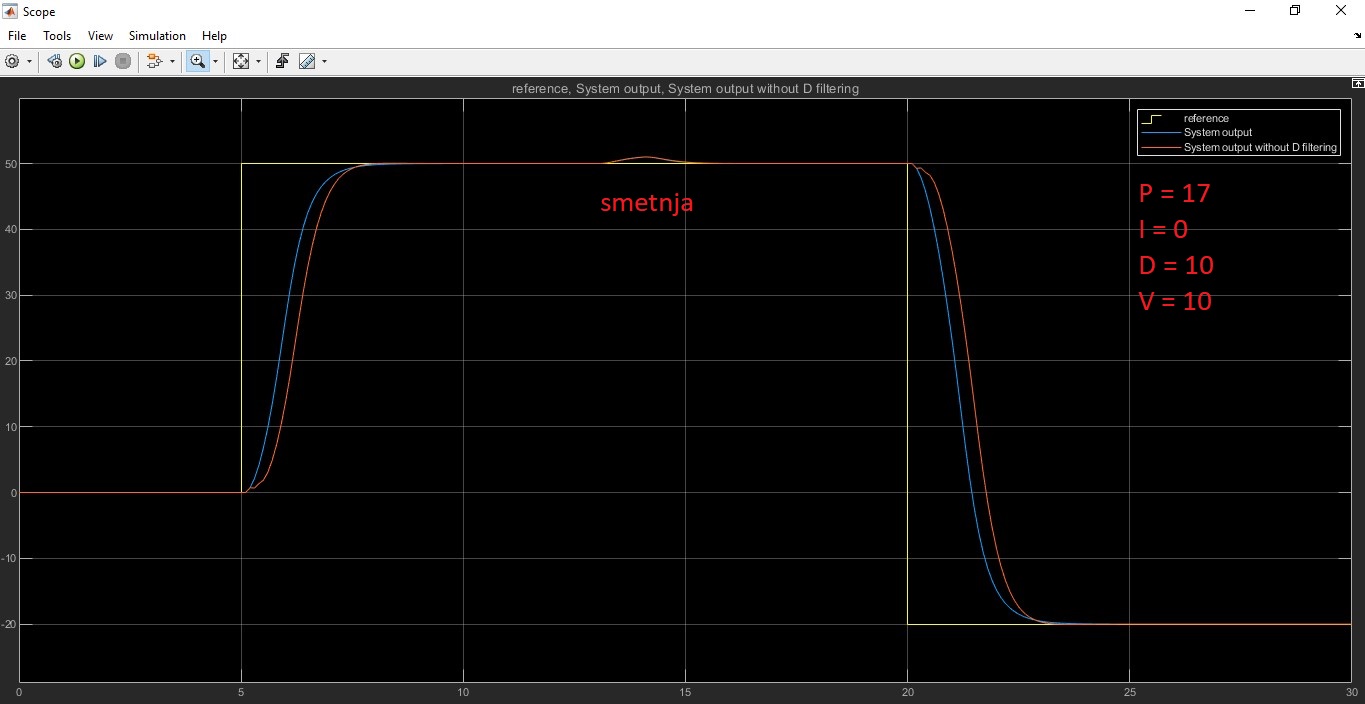 Scope
File Tools View Simulation Help
reference, System output, System output without D filtering
reference
System output
System output without D filtering
50
40
30
20
10
0
-10
-20
smetnja
P = 17
I = 0
D = 10
V = 10
0 5 10 15 20 25 30